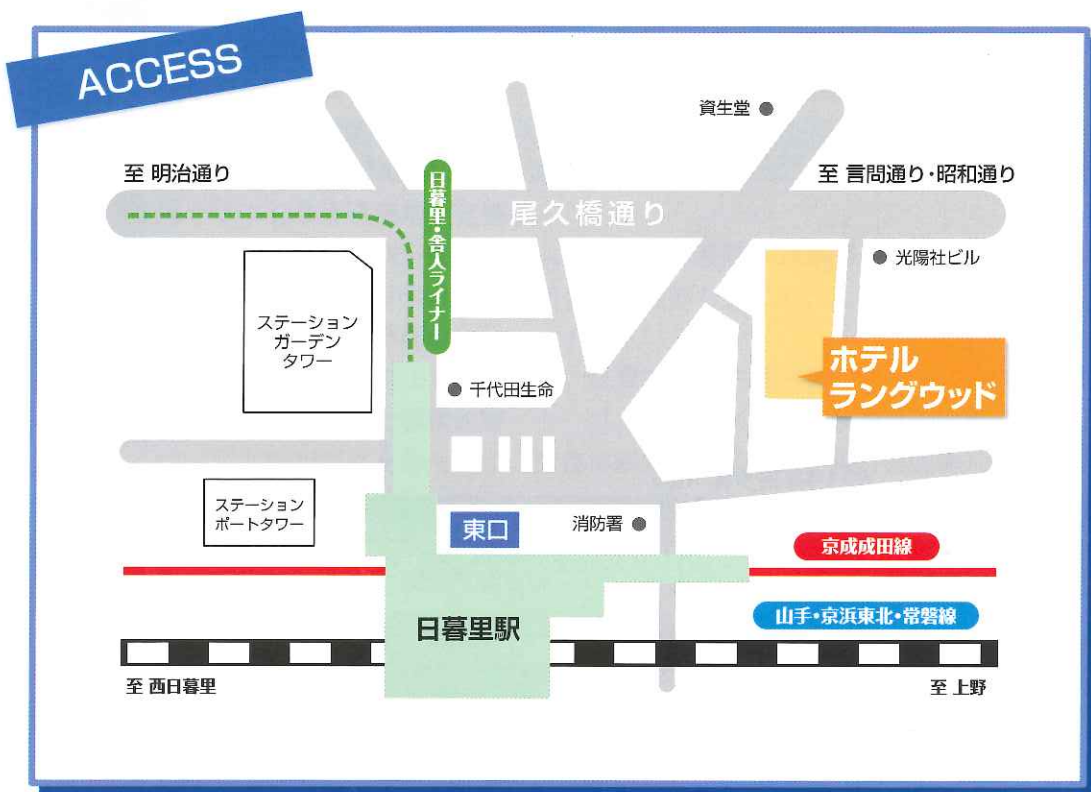 ACCESS
資生堂
至 明治通り
至 言問通り・昭和通り
日暮里・舎人ライナー
尾久橋通り
光陽社ビル
ステーション
ガーデン
タワー
ホテル
ラングウッド
千代田生命
ステーション
ポートタワー
東口
消防署
京成成田線
日暮里駅
山手・京浜東北・常磐線
至 西日暮里
至 上野